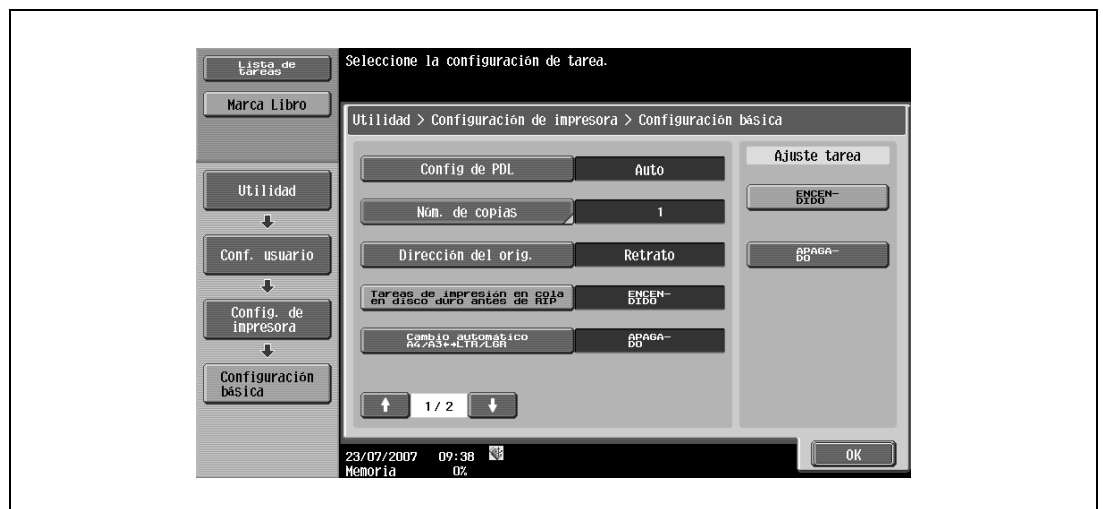 Lista de
tareas
Marca Libro
Utilidad
Conf. usuario
Config. de
impresora
Configuración
básica
Seleccione la configuración de tarea.
Utilidad > Configuración de impresora > Configuración básica
Config de PDL
Auto
Núm. de copias
1
Dirección del orig.
Retrato
Tareas de impresión en cola
en disco duro antes de RIP
ENCEN-
DIDO
Cambio automático
A4/A3↔LTR/LGR
APAGA-
DO
1/ 2
Ajuste tarea
ENCEN-
DIDO
APAGA-
DO
23/07/2007 09:38
Memoria 0%
OK